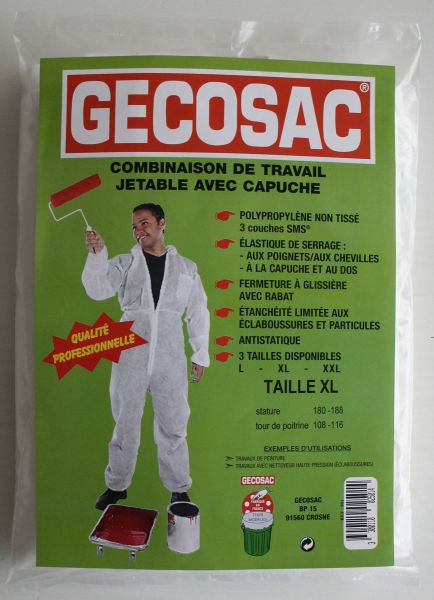 GECOSAC®
COMBINAISON DE TRAVAIL
JETABLE AVEC CAPUCHE
POLYPROPYLÈNE NON TISSÉ
3 couches SMS®
ÉLASTIQUE DE SERRAGE :
- AUX POIGNETS/AUX CHEVILLES
- À LA CAPUCHE ET AU DOS
FERMETURE À GLISSIÈRE
AVEC RABAT
ÉTANCHÉITÉ LIMITÉE AUX
ÉCLABOUSSURES ET PARTICULES
ANTISTATIQUE
3 TAILLES DISPONIBLES
L - XL - XXL
QUALITÉ
PROFESSIONNELLE
TAILLE XL
stature 180 -188
tour de poitrine 108 -116
EXEMPLES D'UTILISATIONS
TRAVAUX DE PEINTURE
TRAVAUX AVEC NETTOYEUR HAUTE PRESSION (ÉCLABOUSSURES)
GECOSAC
FABRIQUÉ EN
FRANCE
GECOSAC
BP 15
91560 CROSNE